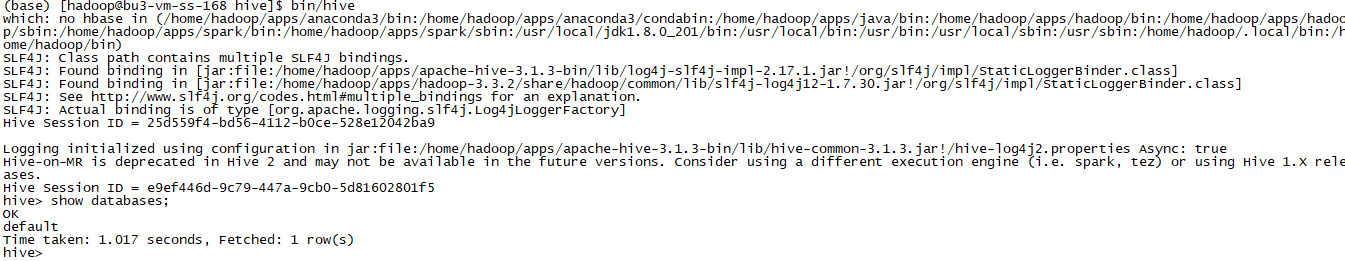 (base) [hadoop@bu3-vm-ss-168 hive]$ bin/hive
which: no hbase in (/home/hadoop/apps/anaconda3/bin:/home/hadoop/apps/anaconda3/condabin:/home/hadoop/apps/java/bin:/home/hadoop/apps/hadoop/bin:/home/hadoop/apps/hadoo
p/sbin:/home/hadoop/apps/spark/bin:/home/hadoop/apps/spark/sbin:/usr/local/jdk1.8.0_201/bin:/usr/local/bin:/usr/bin:/usr/local/sbin:/usr/sbin:/home/hadoop/.local/bin:/h
ome/hadoop/bin)
SLF4J: Class path contains multiple SLF4J bindings.
SLF4J: Found binding in [jar:file:/home/hadoop/apps/apache-hive-3.1.3-bin/lib/log4j-slf4j-impl-2.17.1.jar!/org/slf4j/impl/StaticLoggerBinder.class]
SLF4J: Found binding in [jar:file:/home/hadoop/apps/hadoop-3.3.2/share/hadoop/common/lib/slf4j-log4j12-1.7.30.jar!/org/slf4j/impl/StaticLoggerBinder.class]
SLF4J: See http://www.slf4j.org/codes.html#multiple_bindings for an explanation.
SLF4J: Actual binding is of type [org.apache.logging.slf4j.Log4jLoggerFactory]
Hive Session ID = 25d559f4-bd56-4112-b0ce-528e12042ba9
Logging initialized using configuration in jar:file:/home/hadoop/apps/apache-hive-3.1.3-bin/lib/hive-common-3.1.3.jar!/hive-log4j2.properties Async: true
Hive-on-MR is deprecated in Hive 2 and may not be available in the future versions. Consider using a different execution engine (i.e. spark, tez) or using Hive 1.X rele
ases.
Hive Session ID = e9ef446d-9c79-447a-9cb0-5d81602801f5
hive> show databases;
OK
default
Time taken: 1.017 seconds, Fetched: 1 row(s)
hive>